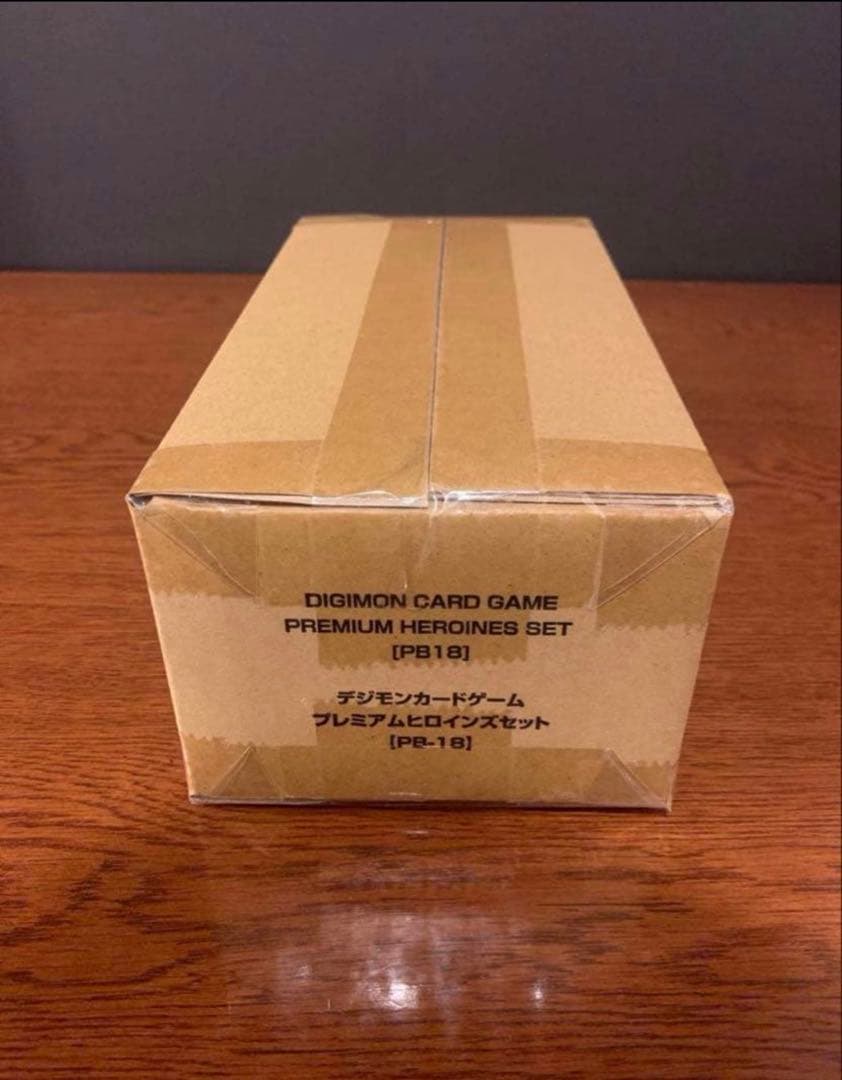 DIGIMON CARD GAME
PREMIUM HEROINES SET
[PB18]
デジモンカードゲーム
プレミアムヒロインズセット
【PB-18】